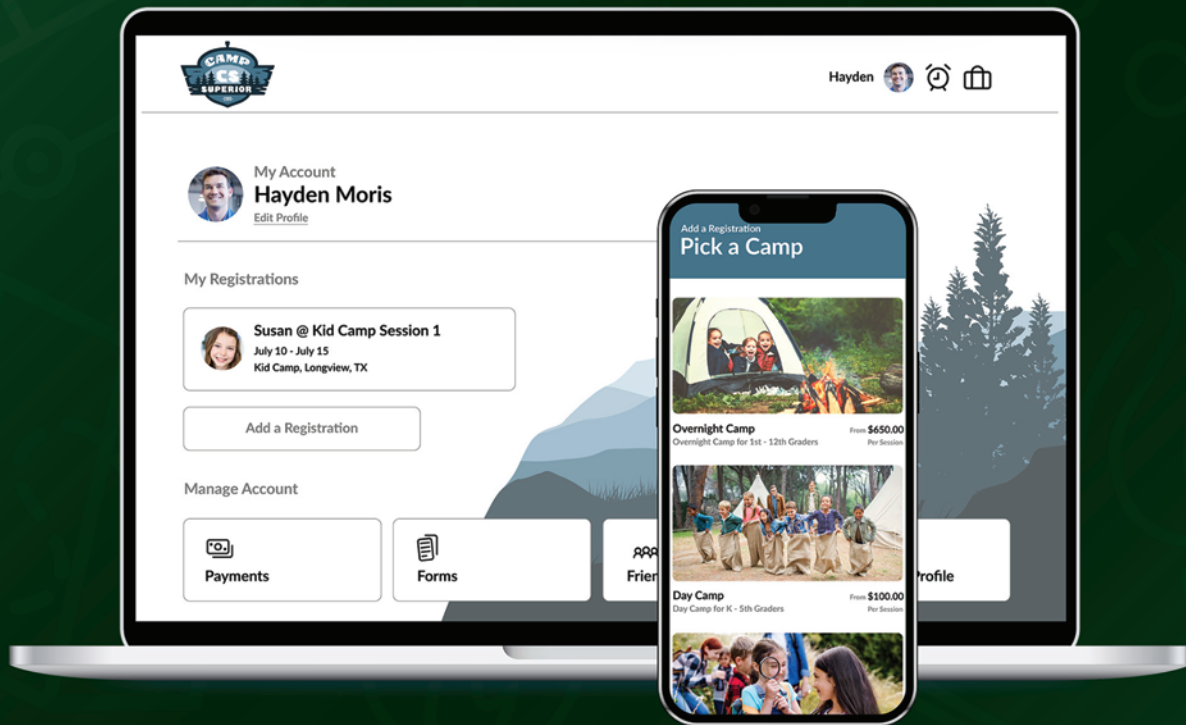 CAMP
CS
SUPERIOR
Hayden
My Account
Hayden Moris
Edit Profile
My Registrations
Susan @ Kid Camp Session 1
July 10 - July 15
Kid Camp, Longview, TX
Add a Registration
Manage Account
Payments
Forms
Frien
rofile
Add a Registration
Pick a Camp
Overnight Camp From $650.00
Overnight Camp for 1st - 12th Graders Per Session
Day Camp From $100.00
Day Camp for K - 5th Graders Per Session